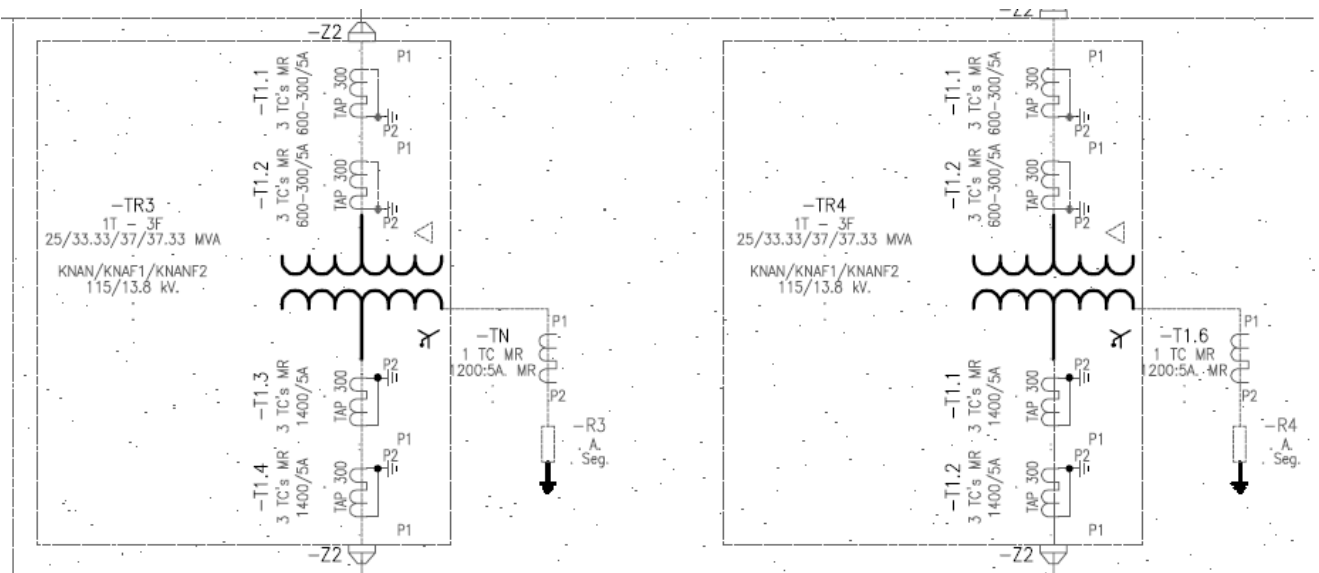 -Z2
P1
-T1.1
3 TC's MR
600-300/5A
TAP 300
P2
P1
-T1.2
3 TC's MR
600-300/5A
TAP 300
P2
-TR3
1T - 3F
25/33.33/37/37.33 MVA
KNAN/KNAF1/KNANF2
115/13.8 kV.
-TN
1 TC MR
1200:5A. MR
P1
P2
-R3
A.
Seg.
-T1.3
3 TC's MR
1400/5A
TAP 300
P2
P1
-T1.4
3 TC's MR
1400/5A
TAP 300
P2
P1
-Z2
-Z2
P1
-T1.1
3 TC's MR
600-300/5A
TAP 300
P2
P1
-T1.2
3 TC's MR
600-300/5A
TAP 300
P2
-TR4
1T - 3F
25/33.33/37/37.33 MVA
KNAN/KNAF1/KNANF2
115/13.8 kV.
-T1.6
1 TC MR
1200:5A. MR
P1
P2
-R4
A.
Seg.
-T1.1
3 TC's MR
1400/5A
TAP 300
P2
P1
-T1.2
3 TC's MR
1400/5A
TAP 300
P2
P1
-Z2